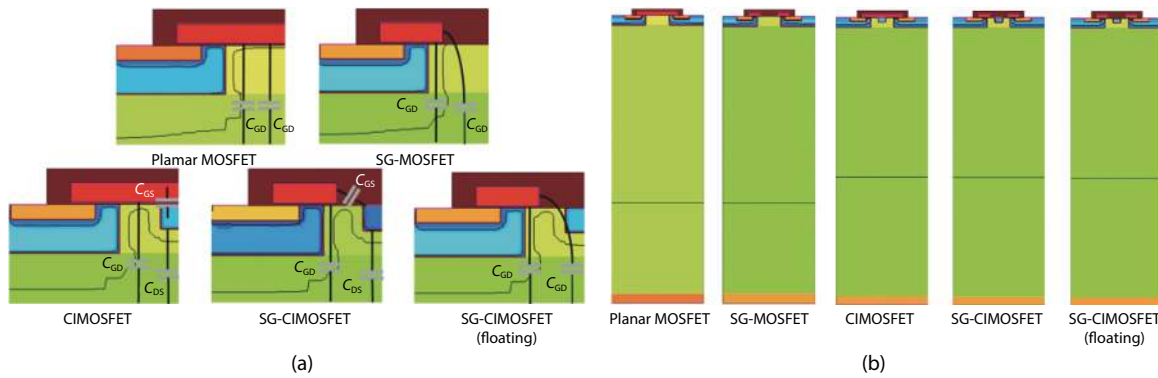 C_GD
C_GD
C_GD
C_GD
Plamar MOSFET
SG-MOSFET
C_GS
C_GS
C_GD
C_DS
C_GD
C_DS
C_GD
C_GD
CIMOSFET
SG-CIMOSFET
SG-CIMOSFET
(floating)
(a)
Planar MOSFET
SG-MOSFET
CIMOSFET
SG-CIMOSFET
SG-CIMOSFET
(floating)
(b)